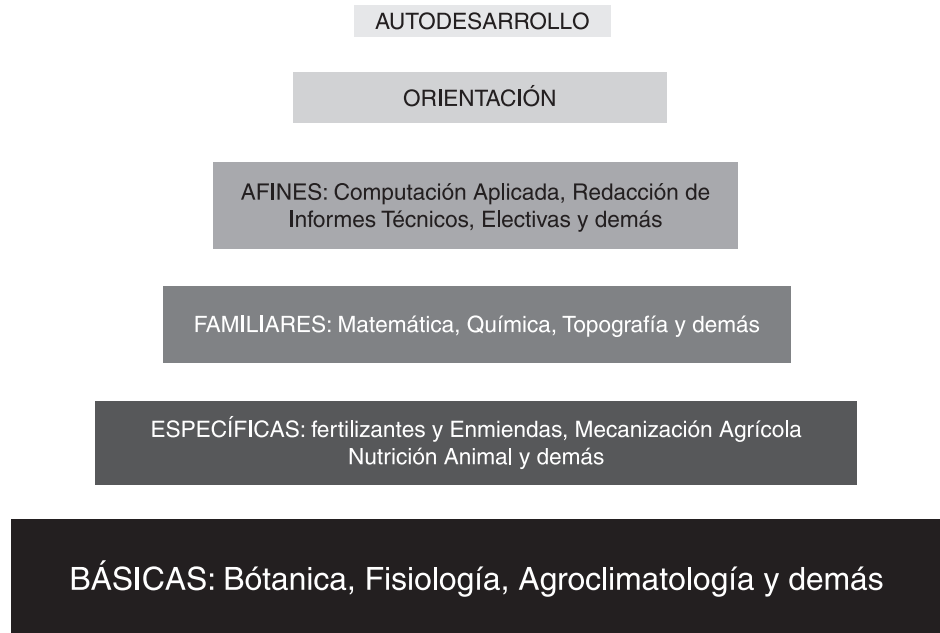 AUTODESARROLLO
ORIENTACIÓN
AFINES: Computación Aplicada, Redacción de
Informes Técnicos, Electivas y demás
FAMILIARES: Matemática, Química, Topografía y demás
ESPECÍFICAS: fertilizantes y Enmiendas, Mecanización Agrícola
Nutrición Animal y demás
BÁSICAS: Bótanica, Fisiología, Agroclimatología y demás